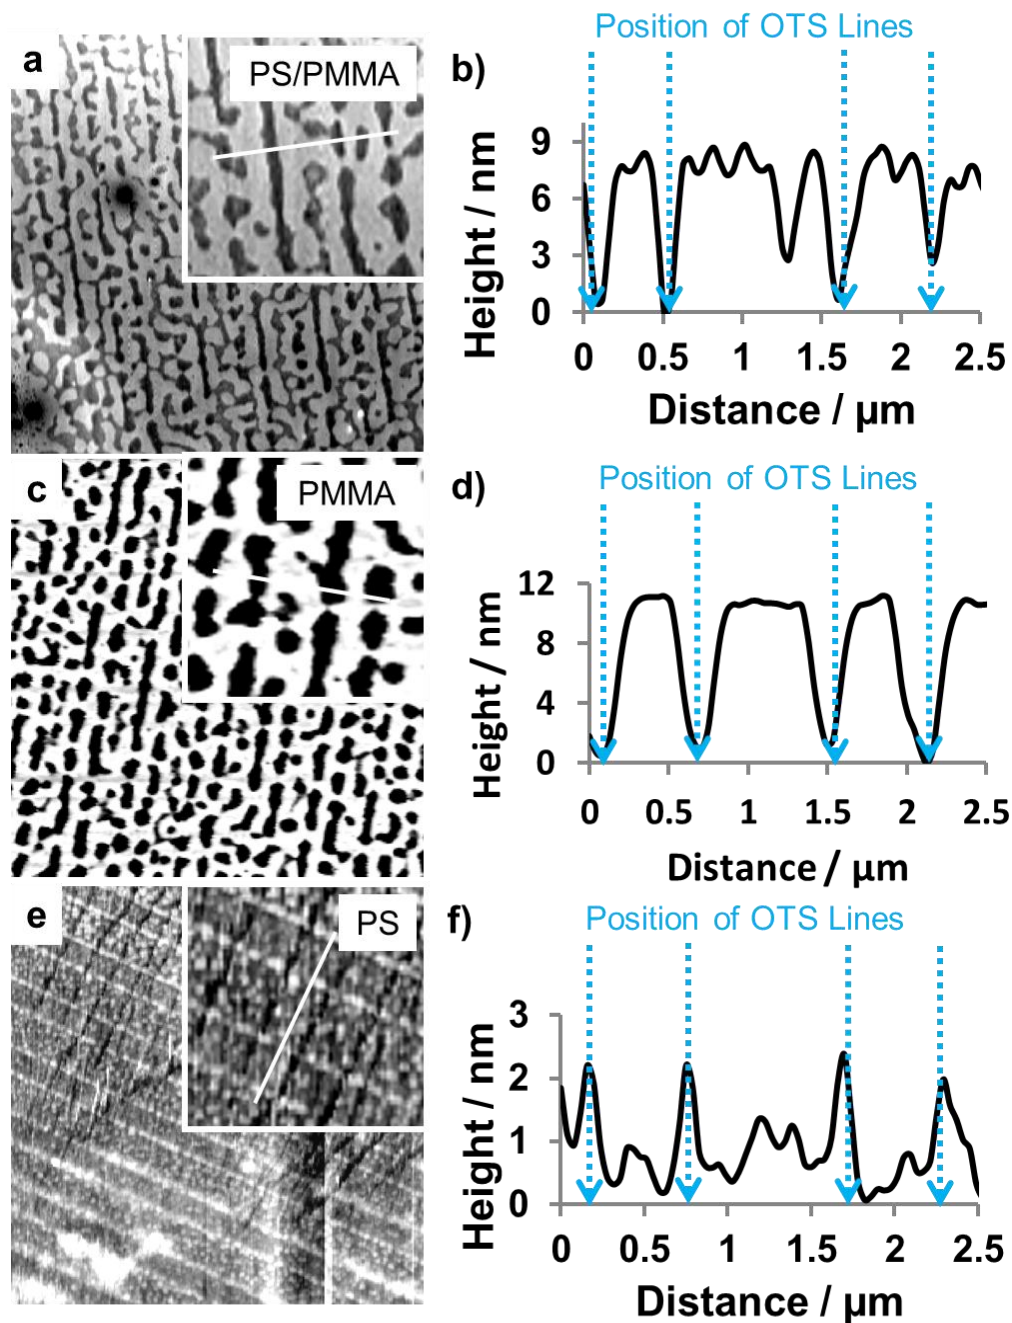 a
PS/PMMA
b)
Position of OTS Lines
Height / nm
9
6
3
0
0 0.5 1 1.5 2 2.5
Distance / µm
c
PMMA
d)
Position of OTS Lines
Height / nm
12
8
4
0
0 0.5 1 1.5 2 2.5
Distance / µm
e
PS
f)
Position of OTS Lines
Height / nm
3
2
1
0
0 0.5 1 1.5 2 2.5
Distance / µm